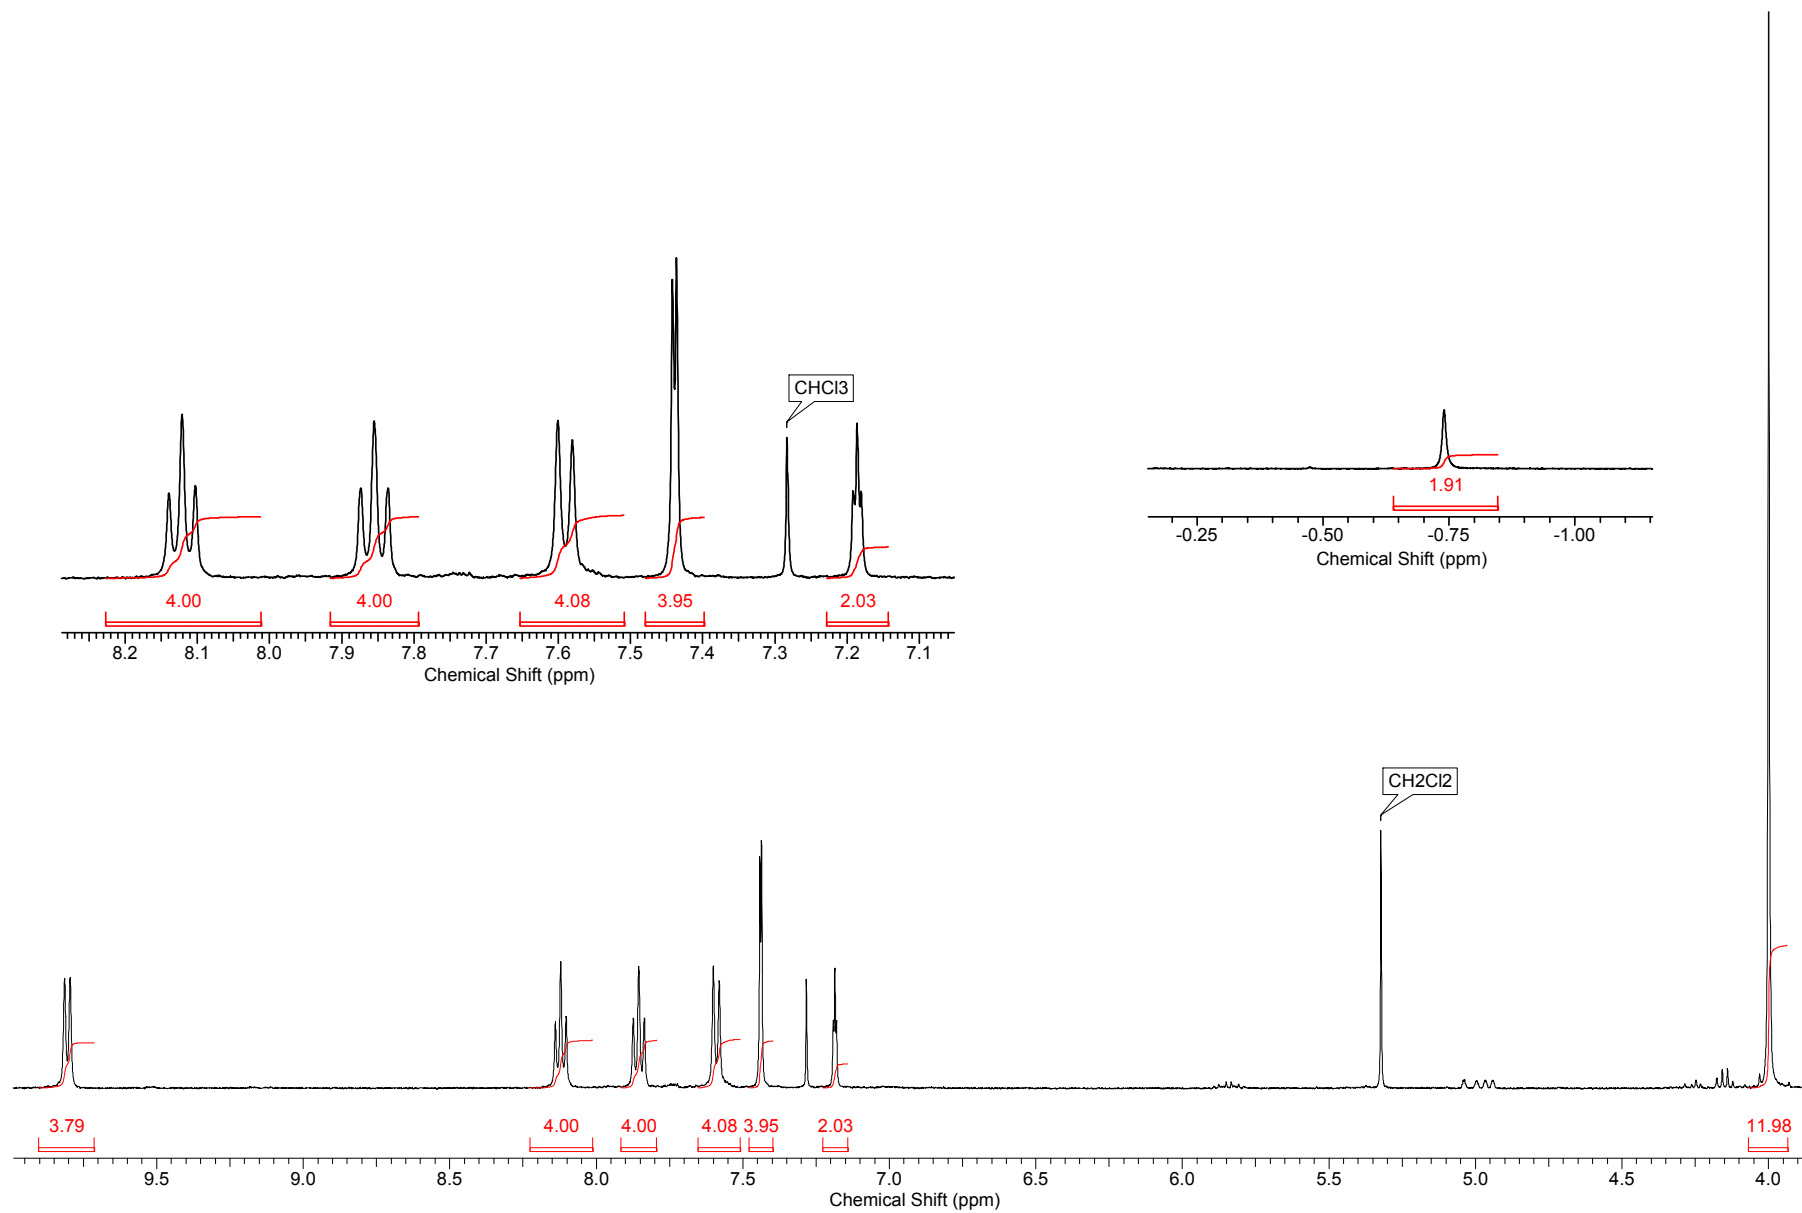 CHCl3
4.00 4.00 4.08 3.95 2.03
8.2 8.1 8.0 7.9 7.8 7.7 7.6 7.5 7.4 7.3 7.2 7.1
Chemical Shift (ppm)
1.91
-0.25 -0.50 -0.75 -1.00
Chemical Shift (ppm)
CH2Cl2
3.79 4.00 4.00 4.08 3.95 2.03 11.98
9.5 9.0 8.5 8.0 7.5 7.0 6.5 6.0 5.5 5.0 4.5 4.0
Chemical Shift (ppm)